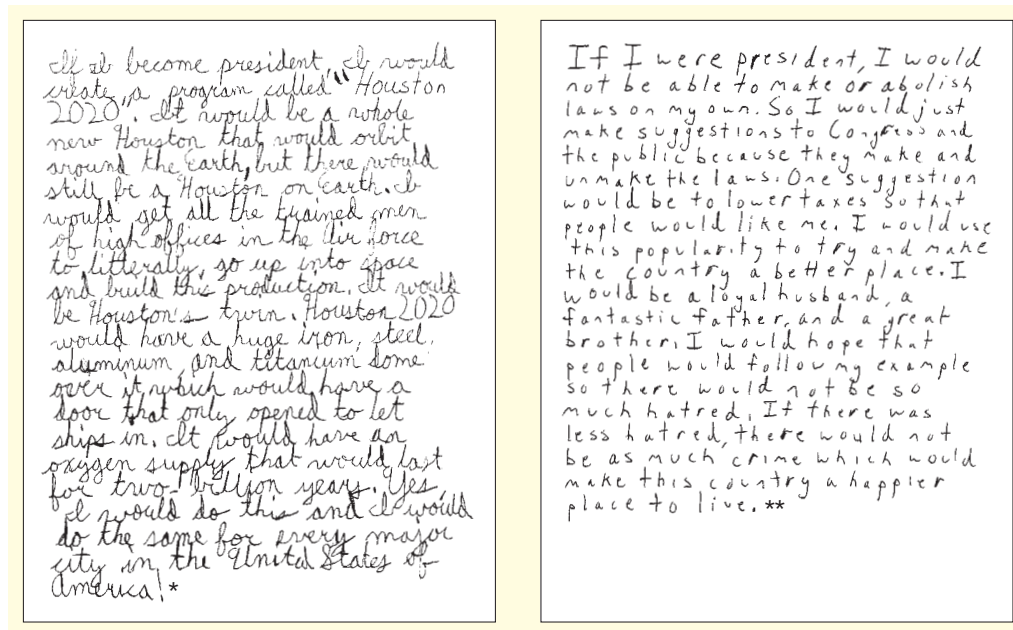 If I become president, I would
create a program called "Houston
2020". It would be a whole
new Houston that would orbit
around the Earth, but there would
still be a Houston on Earth. I
would get all the trained men
of high offices in the Air force
to litterally, go up into space
and build this production. It would
be Houston's twin. Houston 2020
would have a huge iron, steel,
aluminum, and titanium dome
over it which would have a
door that only opened to let
ships in. It would have an
oxygen supply that would last
for two-billion years. Yes,
I would do this and I would
do the same for every major
city in the United States of
America!*
If I were president, I would
not be able to make or abolish
laws on my own. So, I would just
make suggestions to Congress and
the public because they make and
unmake the laws. One suggestion
would be to lower taxes so that
people would like me. I would use
this popularity to try and make
the country a better place. I
would be a loyal husband, a
fantastic father, and a great
brother. I would hope that
people would follow my example
so there would not be so
much hatred. If there was
less hatred, there would not
be as much crime which would
make this country a happier
place to live.**